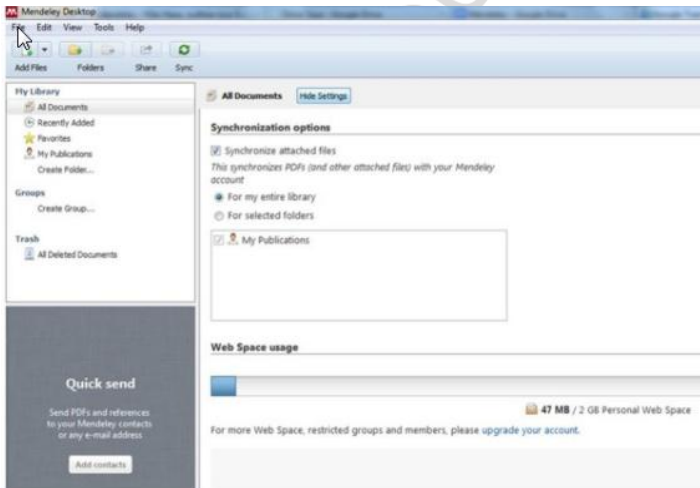 Mendeley Desktop
File Edit View Tools Help
Add Files Folders Share Sync
My Library
All Documents
Recently Added
Favorites
My Publications
Create Folder...
Groups
Create Group...
Trash
All Deleted Documents
Quick send
Send PDFs and references
to your Mendeley contacts
or any e-mail address
Add contacts
All Documents Hide Settings
Synchronization options
Synchronize attached files
This synchronizes PDFs (and other attached files) with your Mendeley
account
For my entire library
For selected folders
My Publications
Web Space usage
47 MB / 2 GB Personal Web Space
For more Web Space, restricted groups and members, please upgrade your account.